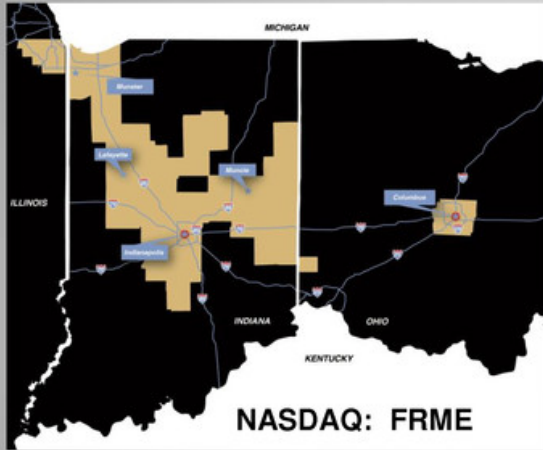 MICHIGAN
Munster
Lafayette
Muncie
ILLINOIS
Columbus
Indianapolis
INDIANA
OHIO
KENTUCKY
NASDAQ: FRME